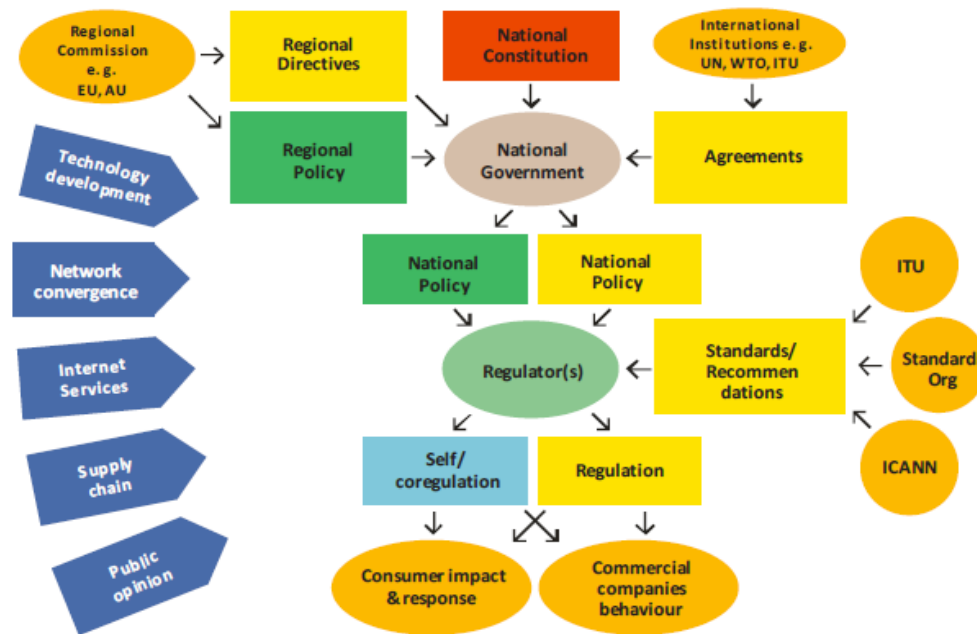 Regional
Commission
e. g.
EU, AU
Regional
Directives
National
Constitution
International
Institutions e. g.
UN, WTO, ITU
Technology
development
Regional
Policy
National
Government
Agreements
Network
convergence
National
Policy
National
Policy
ITU
Internet
Services
Regulator(s)
Standards/
Recommen
dations
Standard
Org
Supply
chain
Self/
coregulation
Regulation
ICANN
Public
opinion
Consumer impact
& response
Commercial
companies
behaviour